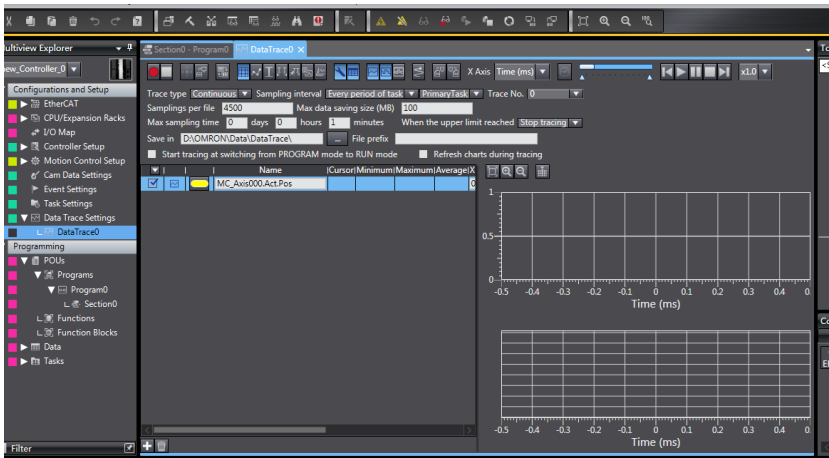 Multiview Explorer
Section0 - Program0 DataTrace0
new_Controller_0
X Axis Time (ms) x1.0
Configurations and Setup
Trace type Continuous Sampling interval Every period of task PrimaryTask Trace No. 0
EtherCAT
Samplings per file 4500 Max data saving size (MB) 100
CPU/Expansion Racks
Max sampling time 0 days 0 hours 1 minutes When the upper limit reached Stop tracing
I/O Map
Controller Setup
Save in D:\OMRON\Data\DataTrace\ ... File prefix
Motion Control Setup
Start tracing at switching from PROGRAM mode to RUN mode Refresh charts during tracing
Cam Data Settings
Name Cursor Minimum Maximum Average X
Event Settings
MC_Axis000.Act.Pos 0
Task Settings
Data Trace Settings
DataTrace0
Programming
POUs
Programs
Program0
Section0
Functions
Function Blocks
Data
Tasks
1
0.5
0
-0.5 -0.4 -0.3 -0.2 -0.1 0 0.1 0.2 0.3 0.4 0.
Time (ms)
-0.5 -0.4 -0.3 -0.2 -0.1 0 0.1 0.2 0.3 0.4 0.
Time (ms)
Filter